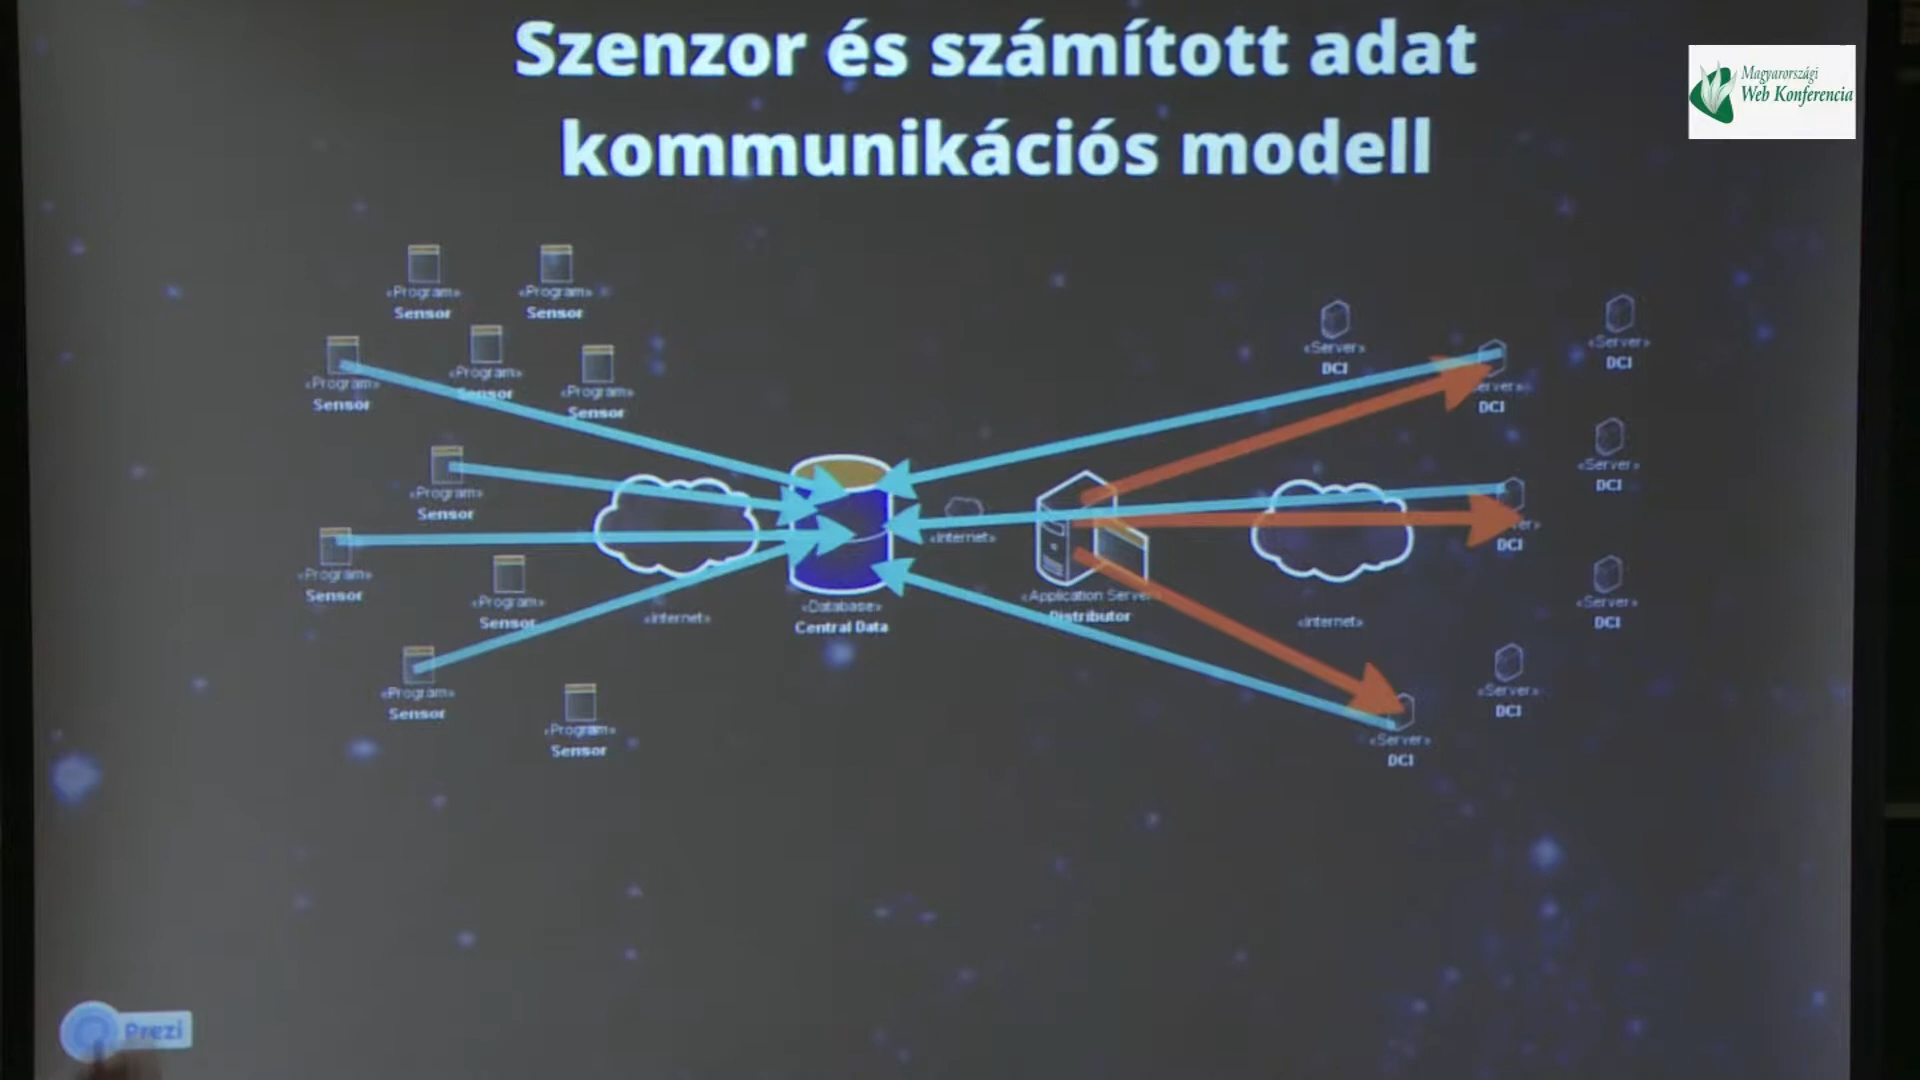 Szenzor és számított adat
kommunikációs modell
Magyarországi
Web Konferencia
«Program»
Sensor
«Program»
Sensor
«Program»
Sensor
«Program»
Sensor
«Program»
Sensor
«Program»
Sensor
«Program»
Sensor
«Program»
Sensor
«Program»
Sensor
«Program»
Sensor
«Internet»
«Database»
Central Data
«Internet»
«Application Server
Distributor
«Internet»
«Server»
DCI
erver»
DCI
«Server»
DCI
«Server»
DCI
ver»
DCI
«Server»
DCI
«Server»
DCI
«Server»
DCI
Prezi